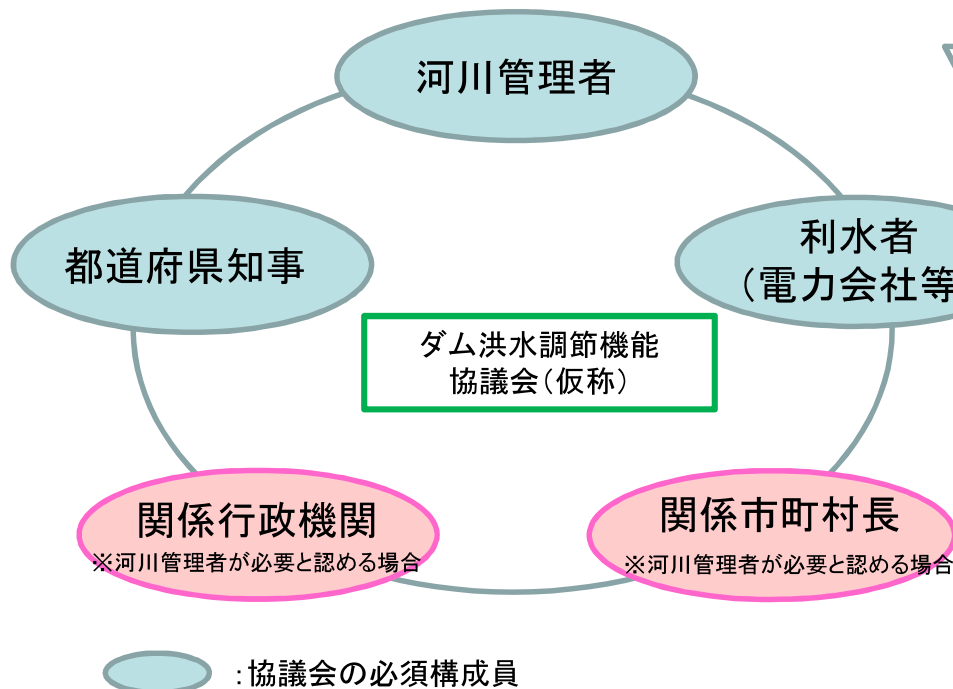 河川管理者
都道府県知事
利水者
（電力会社等
ダム洪水調節機能
協議会（仮称）
関係行政機関
※河川管理者が必要と認める場合
関係市町村長
※河川管理者が必要と認める場合
：協議会の必須構成員